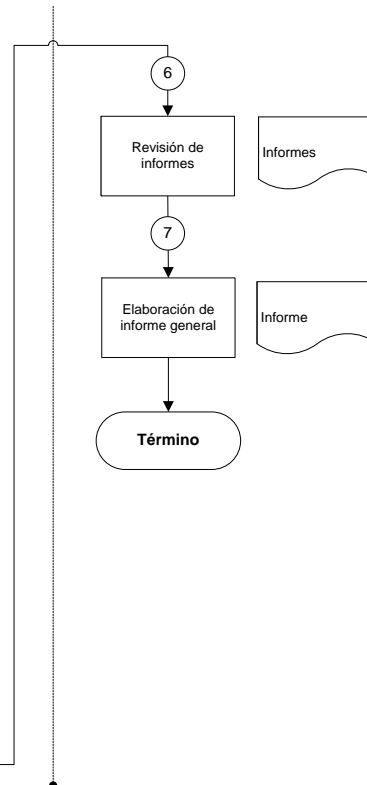 6
Revisión de
informes
Informes
7
Elaboración de
informe general
Informe
Término